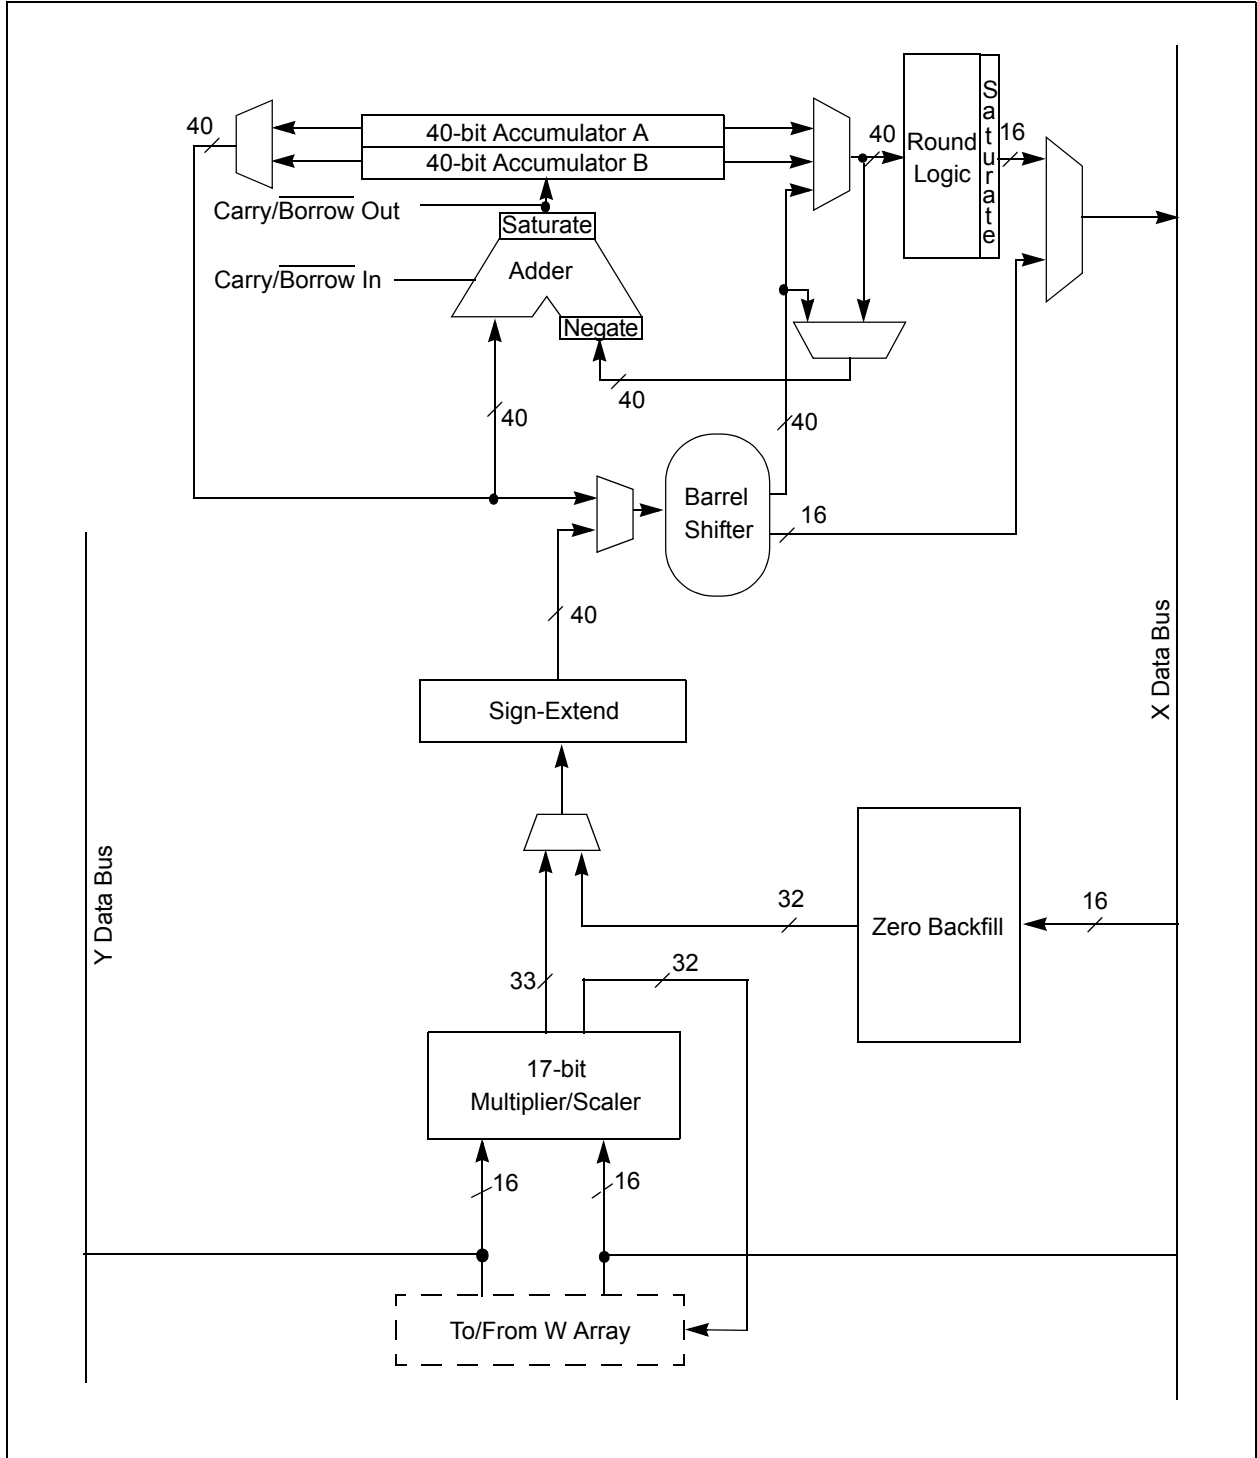 40
40-bit Accumulator A
40-bit Accumulator B
40
Round
Logic
Saturate
16
Carry/Borrow Out
Saturate
Carry/Borrow In
Adder
Negate
40
40
40
Barrel
Shifter
16
40
Sign-Extend
X Data Bus
Y Data Bus
32
Zero Backfill
16
33
32
17-bit
Multiplier/Scaler
16
16
To/From W Array